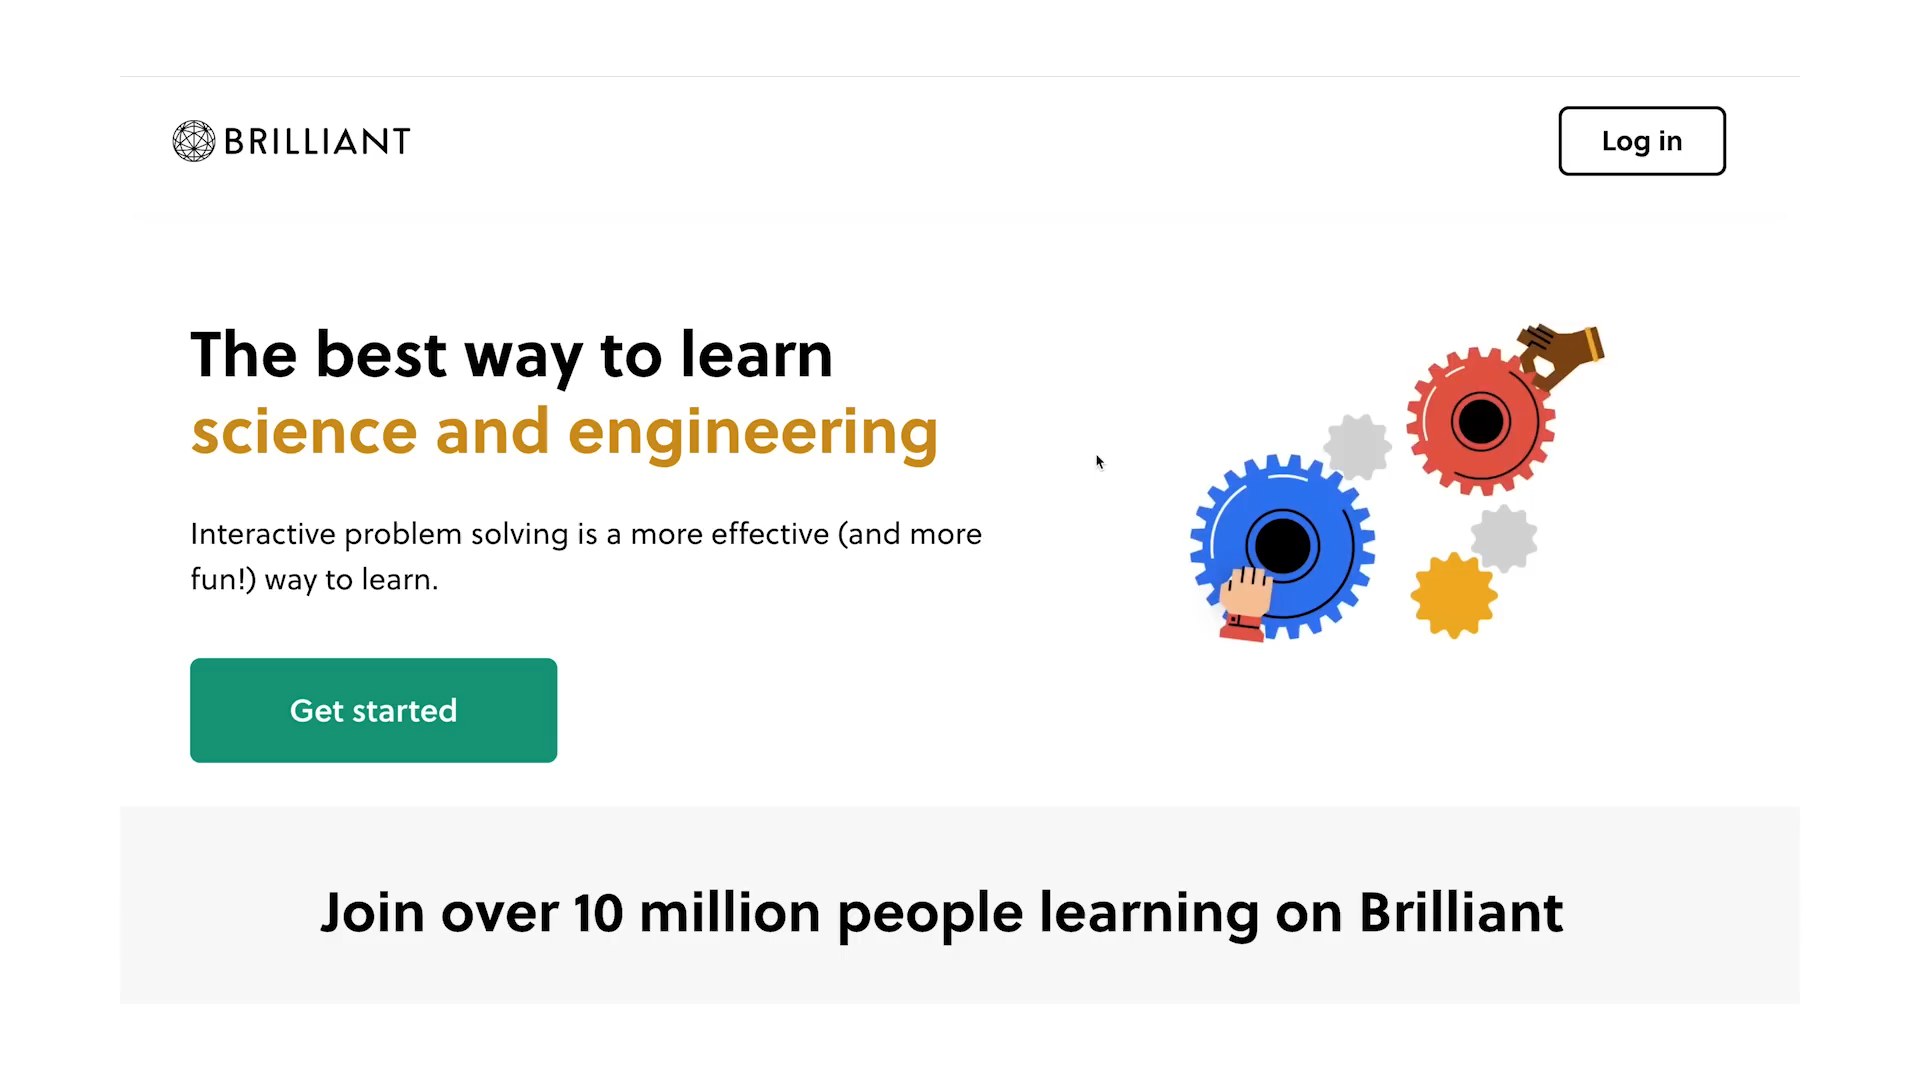 BRILLIANT
Log in
The best way to learn
science and engineering
Interactive problem solving is a more effective (and more
fun!) way to learn.
Get started
Join over 10 million people learning on Brilliant